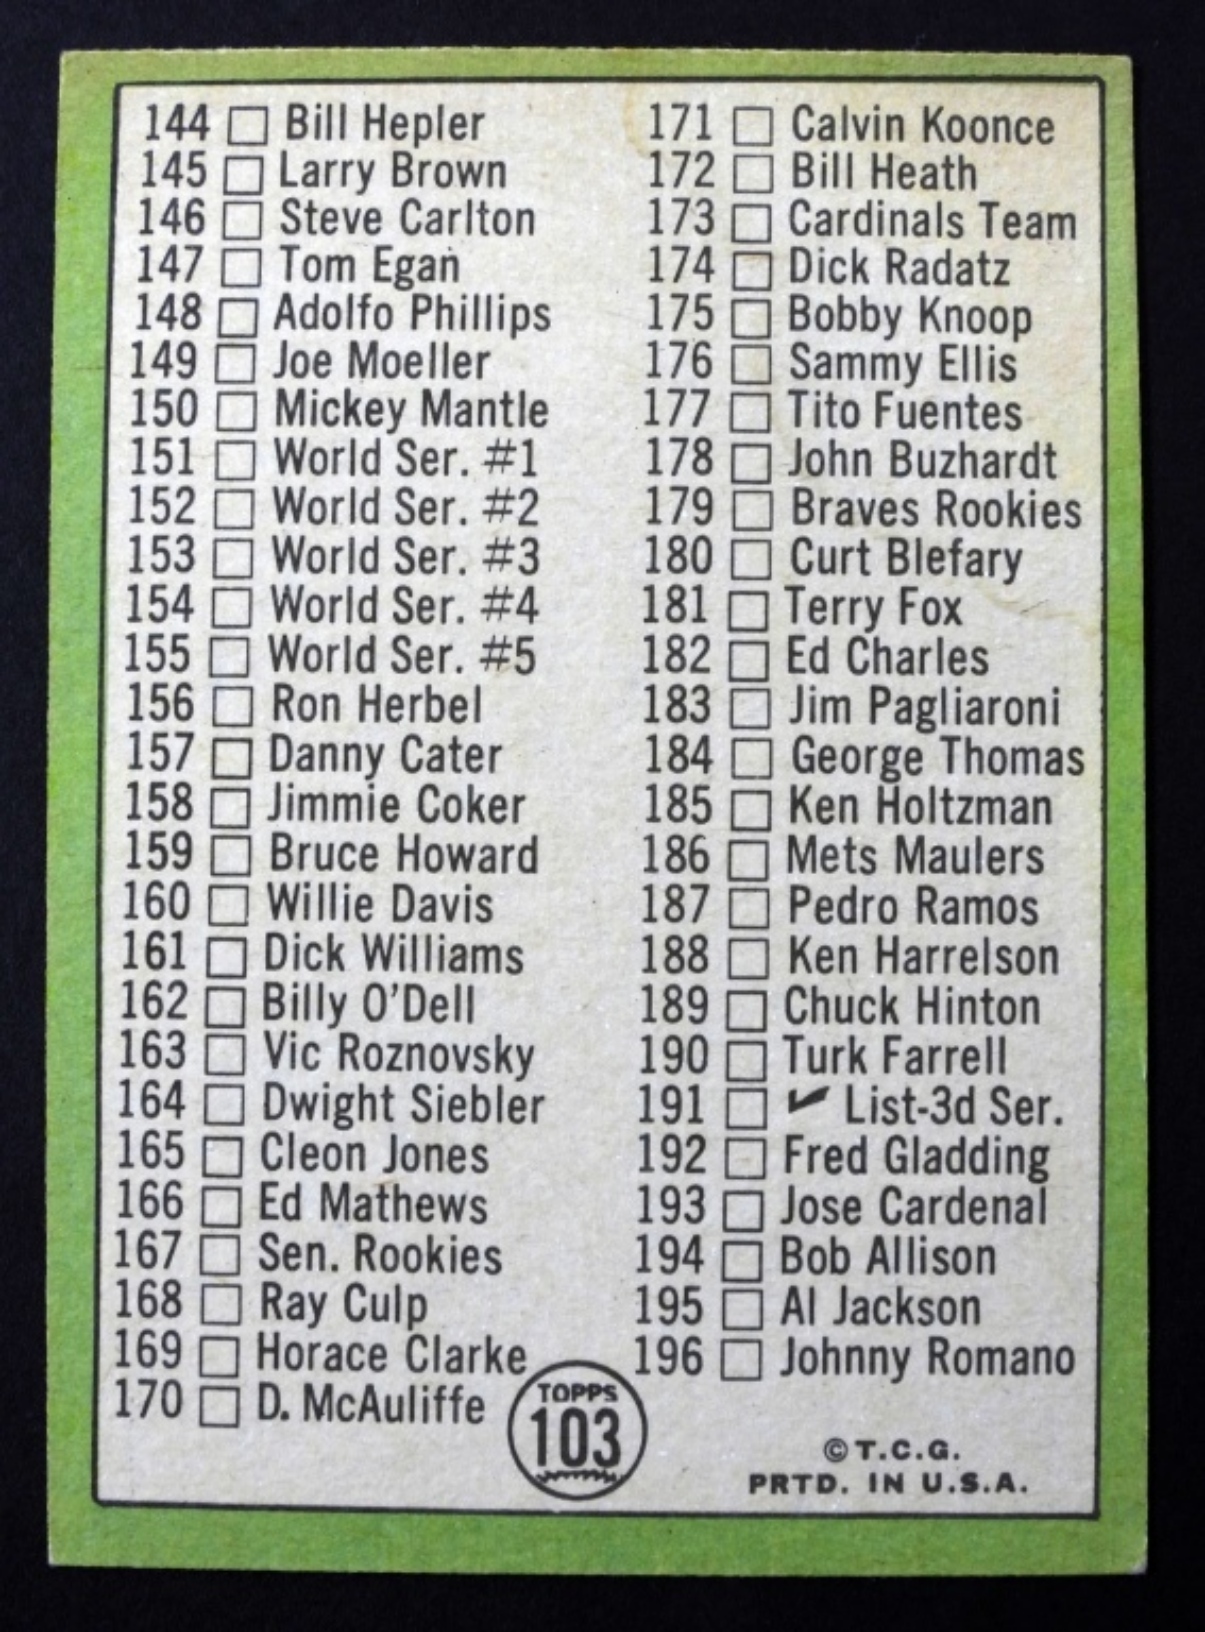 144 Bill Hepler
145 Larry Brown
146 Steve Carlton
147 Tom Egan
148 Adolfo Phillips
149 Joe Moeller
150 Mickey Mantle
151 World Ser. #1
152 World Ser. #2
153 World Ser. #3
154 World Ser. #4
155 World Ser. #5
156 Ron Herbel
157 Danny Cater
158 Jimmie Coker
159 Bruce Howard
160 Willie Davis
161 Dick Williams
162 Billy O'Dell
163 Vic Roznovsky
164 Dwight Siebler
165 Cleon Jones
166 Ed Mathews
167 Sen. Rookies
168 Ray Culp
169 Horace Clarke
170 D. McAuliffe
171 Calvin Koonce
172 Bill Heath
173 Cardinals Team
174 Dick Radatz
175 Bobby Knoop
176 Sammy Ellis
177 Tito Fuentes
178 John Buzhardt
179 Braves Rookies
180 Curt Blefary
181 Terry Fox
182 Ed Charles
183 Jim Pagliaroni
184 George Thomas
185 Ken Holtzman
186 Mets Maulers
187 Pedro Ramos
188 Ken Harrelson
189 Chuck Hinton
190 Turk Farrell
191 ✔ List-3d Ser.
192 Fred Gladding
193 Jose Cardenal
194 Bob Allison
195 Al Jackson
196 Johnny Romano
TOPPS
103
© T.C.G.
PRTD. IN U.S.A.